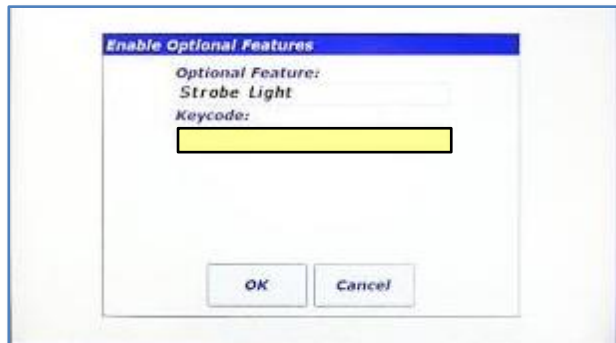 Enable Optional Features
Optional Feature:
Strobe Light
Keycode:
OK
Cancel